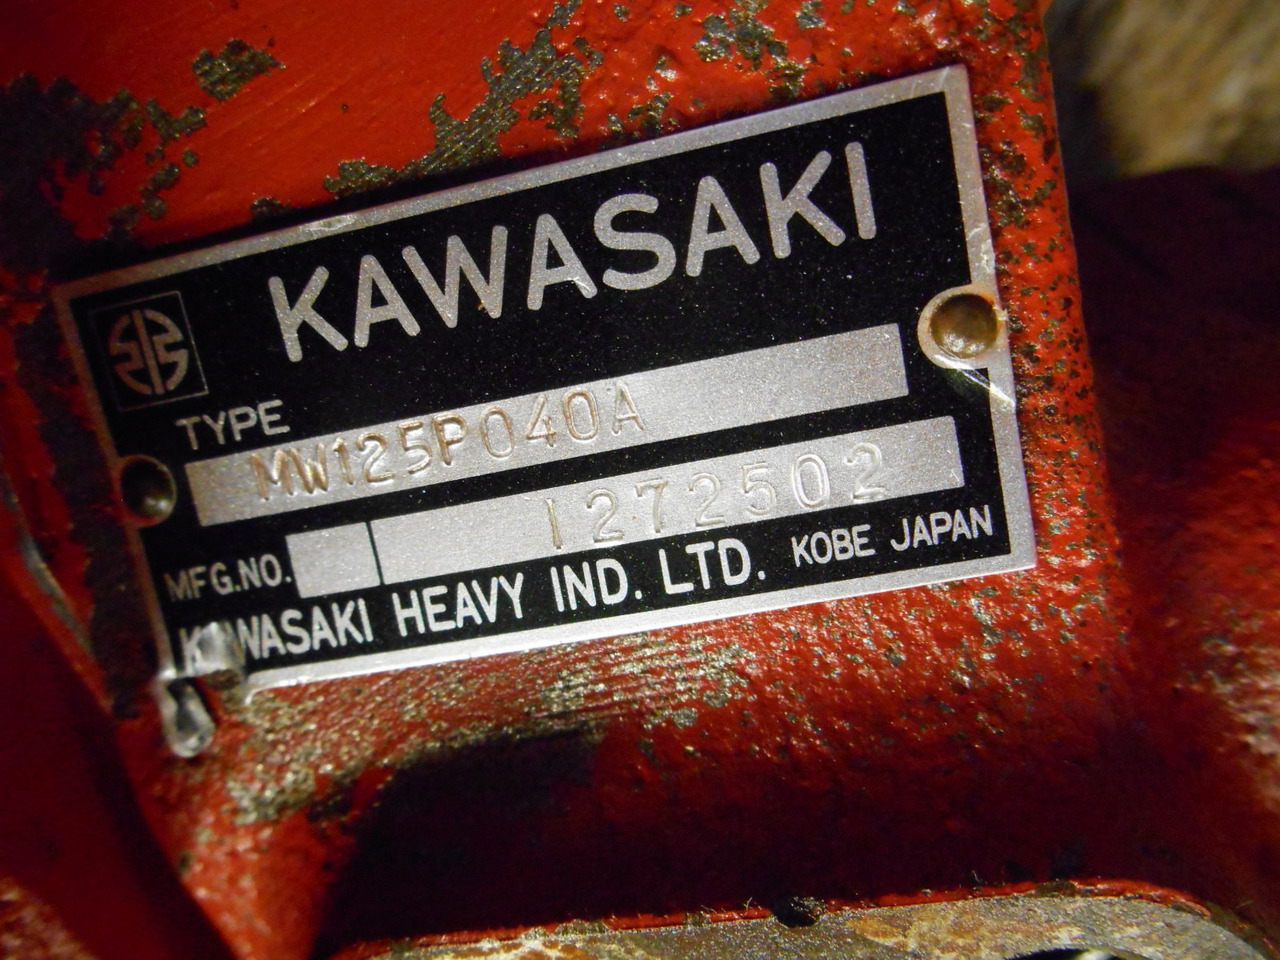 KAWASAKI
TYPE
MW125P040A
MFG.NO. 1272502
KAWASAKI HEAVY IND. LTD. KOBE JAPAN